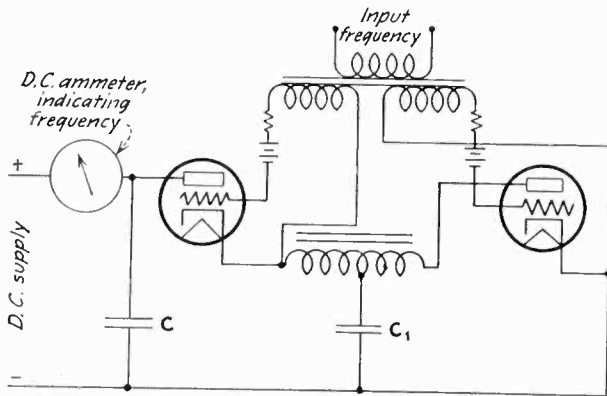 Input
frequency
D.C. ammeter,
indicating
frequency
+
D.C. supply
C
C₁
−